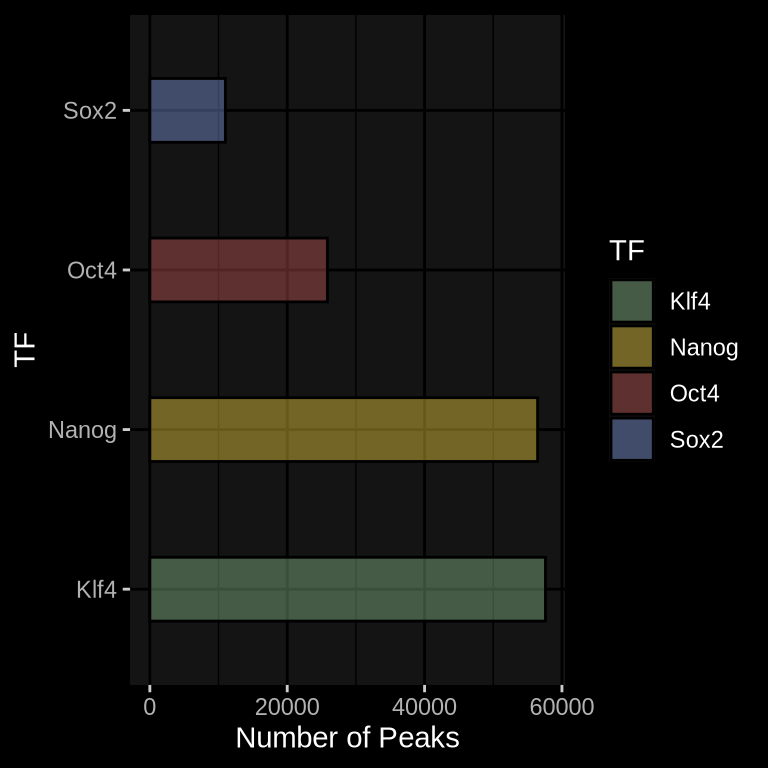 Sox2
Oct4
Nanog
Klf4
TF
0 20000 40000 60000
Number of Peaks
TF
Klf4
Nanog
Oct4
Sox2